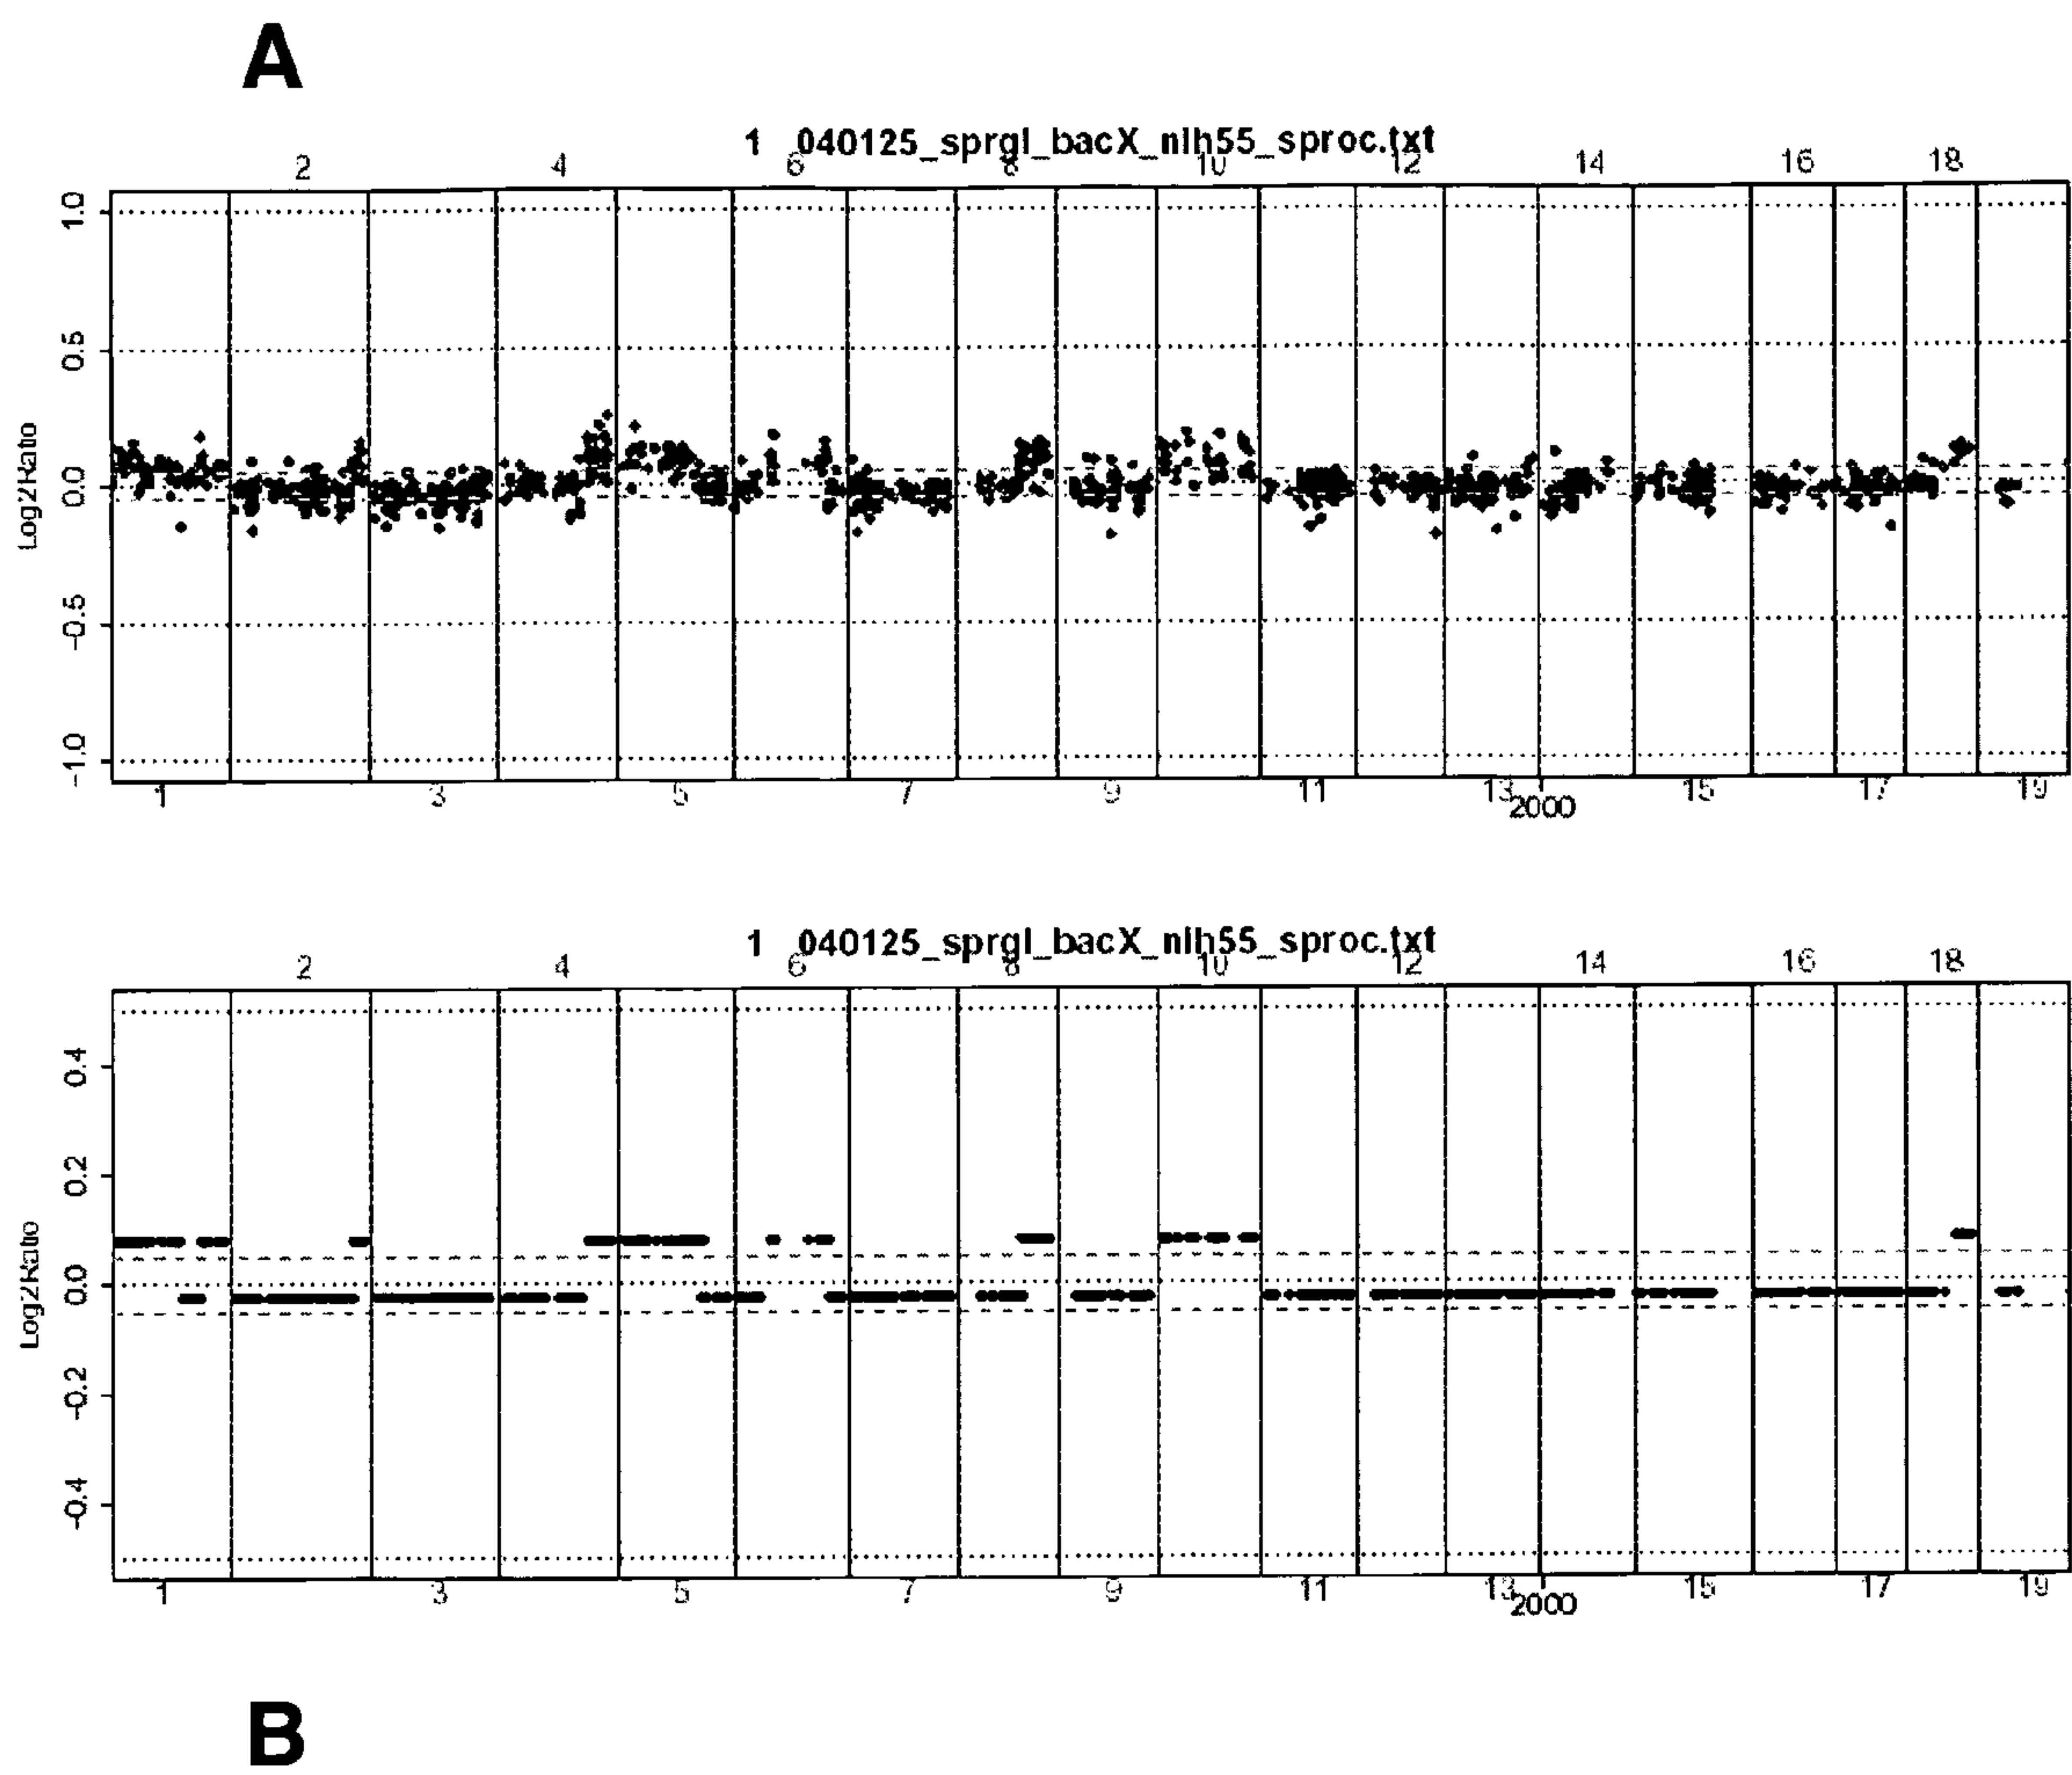 A
1 040125_sprgl_bacX_nlh55_sproc.txt
2 4 6 8 10 12 14 16 18
1.0
0.5
0.0
-0.5
-1.0
Log2Ratio
1 3 5 7 9 11 13 15 17 19
2000
1 040125_sprgl_bacX_nlh55_sproc.txt
2 4 6 8 10 12 14 16 18
0.4
0.2
0.0
-0.2
-0.4
Log2Ratio
1 3 5 7 9 11 13 15 17 19
2000
B